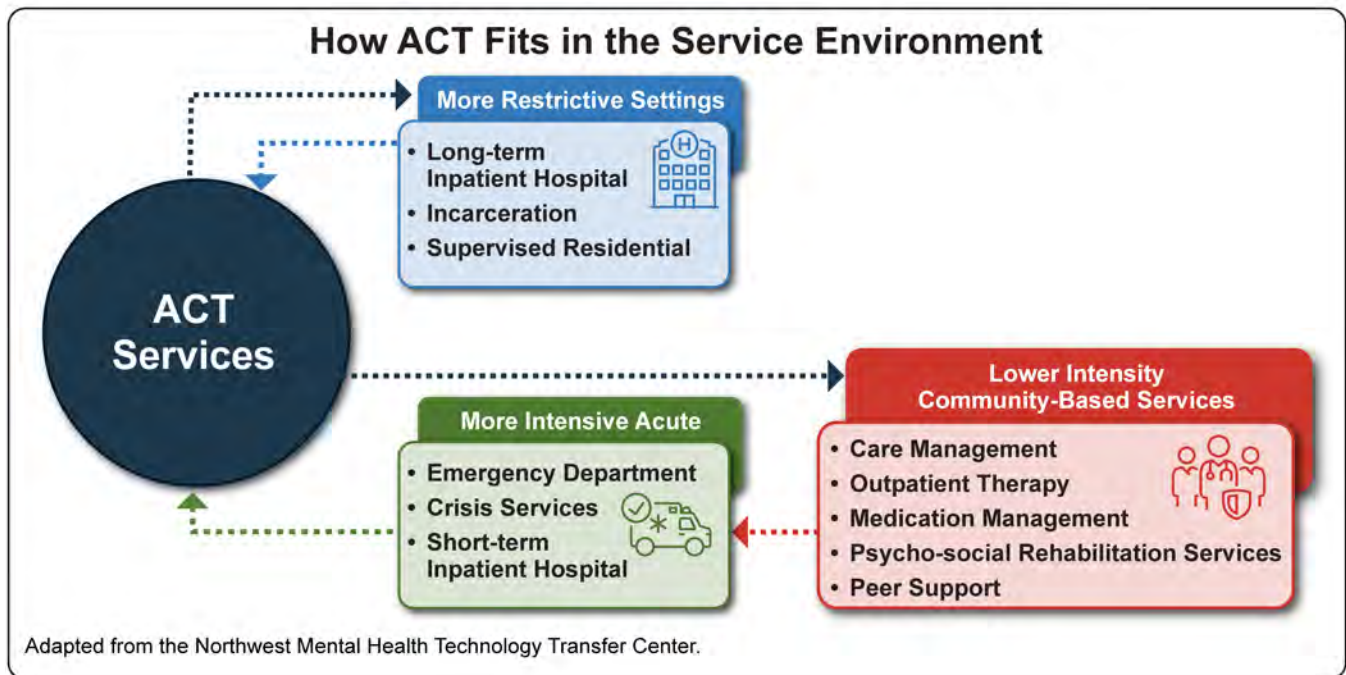 How ACT Fits in the Service Environment
More Restrictive Settings
• Long-term
Inpatient Hospital
• Incarceration
• Supervised Residential
H
ACT
Services
More Intensive Acute
• Emergency Department
• Crisis Services
• Short-term
Inpatient Hospital
Lower Intensity
Community-Based Services
• Care Management
• Outpatient Therapy
• Medication Management
• Psycho-social Rehabilitation Services
• Peer Support
Adapted from the Northwest Mental Health Technology Transfer Center.